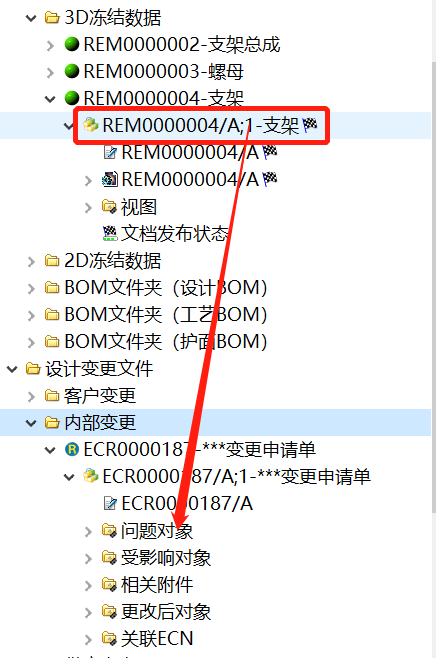 3D冻结数据
REM0000002-支架总成
REM0000003-螺母
REM0000004-支架
REM0000004/A;1-支架
REM0000004/A
REM0000004/A
视图
文档发布状态
2D冻结数据
BOM文件夹（设计BOM）
BOM文件夹（工艺BOM）
BOM文件夹（护面BOM）
设计变更文件
客户变更
内部变更
ECR0000187-***变更申请单
ECR0000187/A;1-***变更申请单
ECR0000187/A
问题对象
受影响对象
相关附件
更改后对象
关联ECN